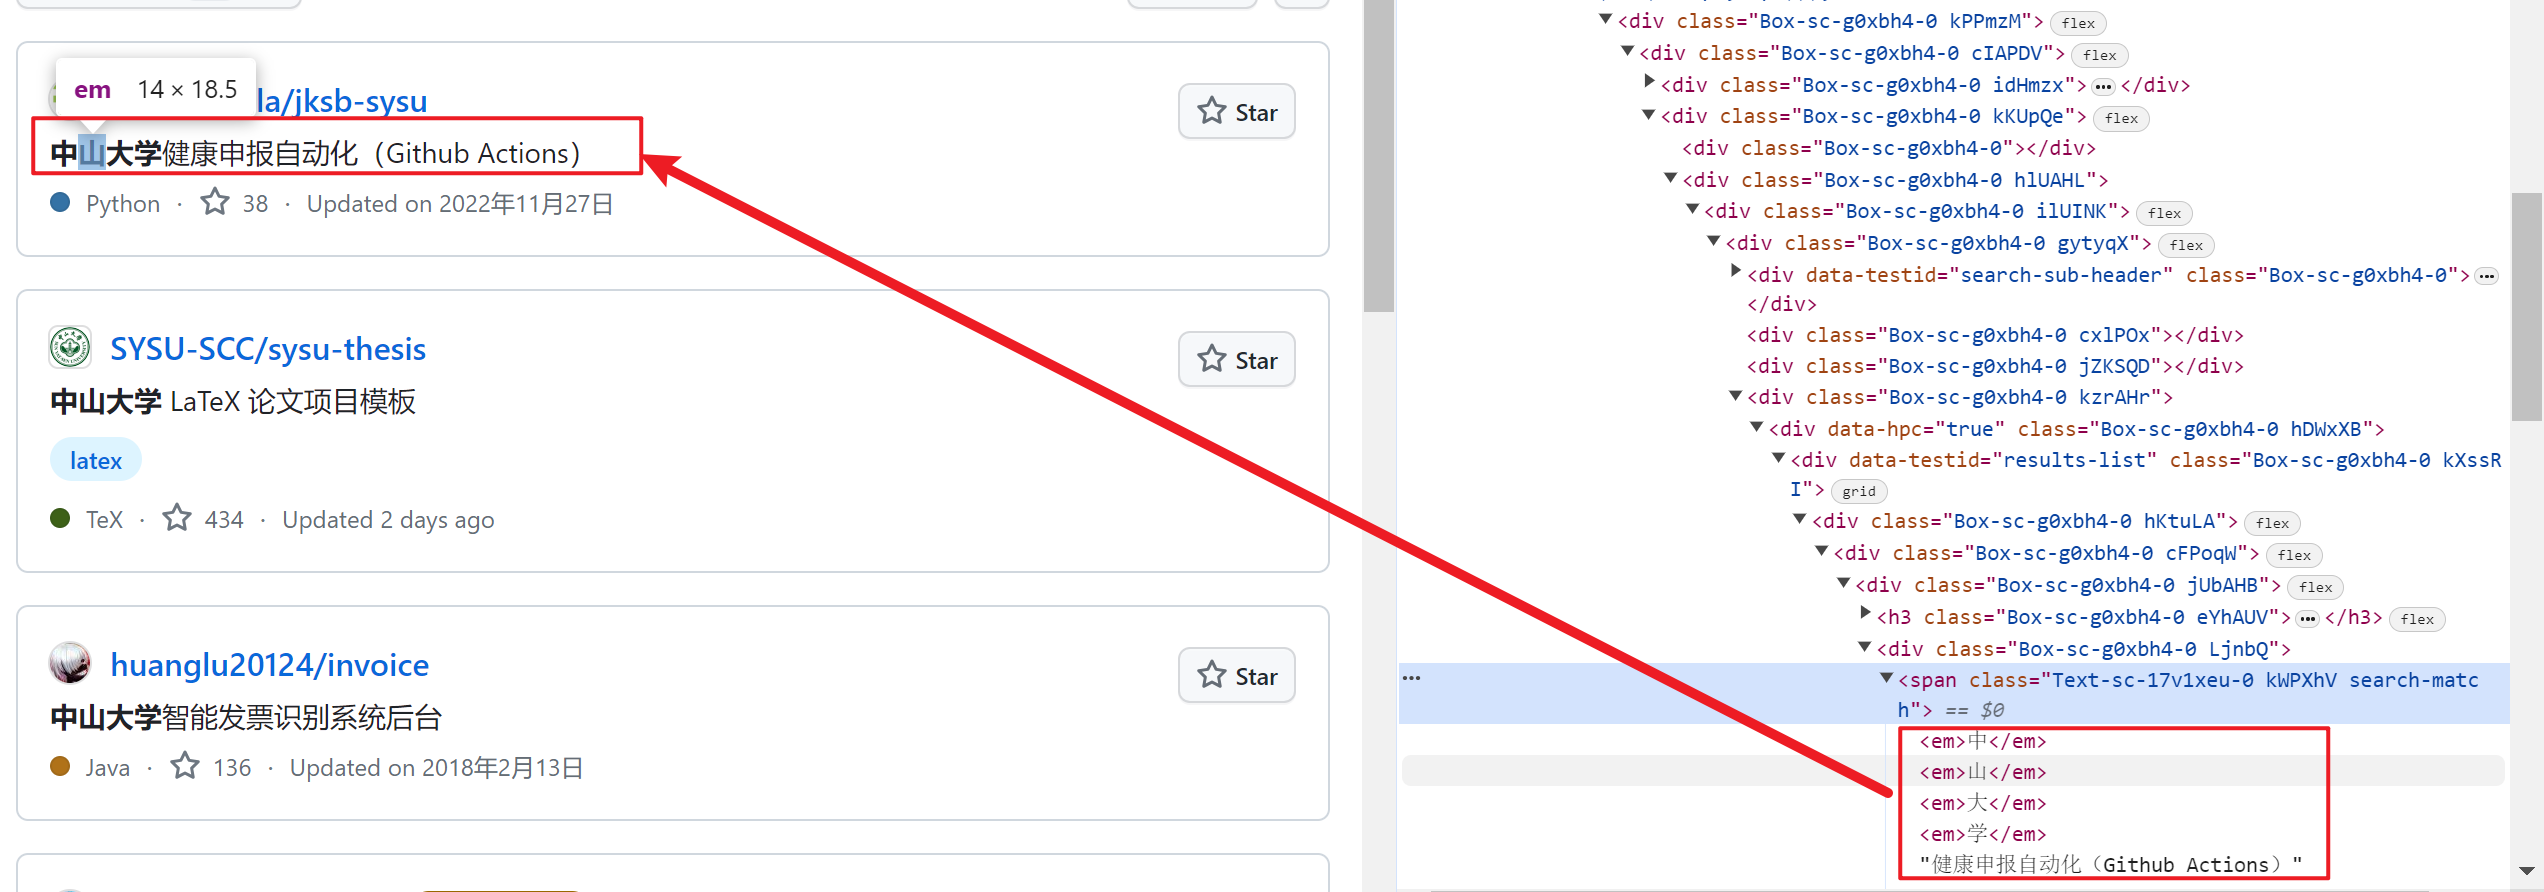 em 14 × 18.5
la/jksb-sysu
Star
中山大学健康申报自动化（Github Actions）
Python · 38 · Updated on 2022年11月27日
SYSU-SCC/sysu-thesis
Star
中山大学 LaTeX 论文项目模板
latex
TeX · 434 · Updated 2 days ago
huanglu20124/invoice
Star
中山大学智能发票识别系统后台
Java · 136 · Updated on 2018年2月13日
<div class="Box-sc-g0xbh4-0 kPPmzM"> flex
<div class="Box-sc-g0xbh4-0 cIAPDV"> flex
<div class="Box-sc-g0xbh4-0 idHmzx"> ••• </div>
<div class="Box-sc-g0xbh4-0 kKUpQe"> flex
<div class="Box-sc-g0xbh4-0"></div>
<div class="Box-sc-g0xbh4-0 hlUAHL">
<div class="Box-sc-g0xbh4-0 ilUINK"> flex
<div class="Box-sc-g0xbh4-0 gytyqX"> flex
<div data-testid="search-sub-header" class="Box-sc-g0xbh4-0"> •••
</div>
<div class="Box-sc-g0xbh4-0 cxlPOx"></div>
<div class="Box-sc-g0xbh4-0 jZKSQD"></div>
<div class="Box-sc-g0xbh4-0 kzrAHr">
<div data-hpc="true" class="Box-sc-g0xbh4-0 hDWxXB">
<div data-testid="results-list" class="Box-sc-g0xbh4-0 kXssR
I"> grid
<div class="Box-sc-g0xbh4-0 hKtuLA"> flex
<div class="Box-sc-g0xbh4-0 cFPoqW"> flex
<div class="Box-sc-g0xbh4-0 jUbAHB"> flex
<h3 class="Box-sc-g0xbh4-0 eYhAUV"> ••• </h3> flex
<div class="Box-sc-g0xbh4-0 LjnbQ">
••• <span class="Text-sc-17v1xeu-0 kWPXhV search-matc
h"> == $0
<em>中</em>
<em>山</em>
<em>大</em>
<em>学</em>
"健康申报自动化（Github Actions）"